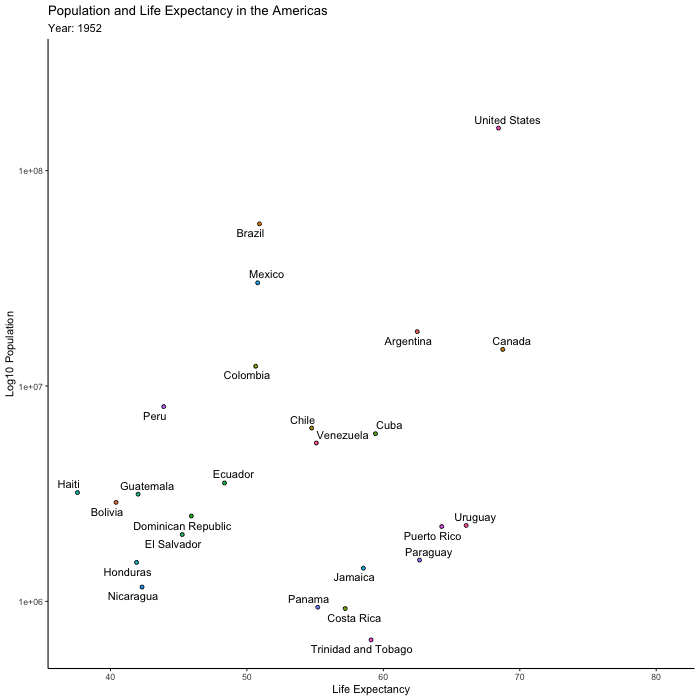 Population and Life Expectancy in the Americas
Year: 1952
United States
1e+08
Brazil
Mexico
Argentina
Canada
Colombia
1e+07
Log10 Population
Peru
Chile
Cuba
Venezuela
Ecuador
Haiti
Guatemala
Bolivia
Uruguay
Dominican Republic
Puerto Rico
El Salvador
Paraguay
Honduras
Jamaica
Nicaragua
Panama
1e+06
Costa Rica
Trinidad and Tobago
40 50 60 70 80
Life Expectancy